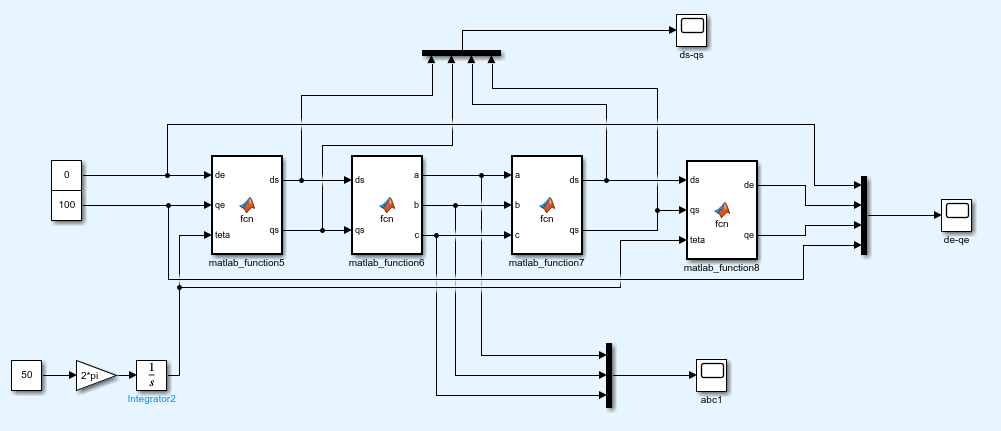 ds-qs
0
100
de
qe
teta
ds
qs
fcn
matlab_function5
ds
qs
a
b
c
fcn
matlab_function6
a
b
c
ds
qs
fcn
matlab_function7
ds
qs
teta
de
qe
fcn
matlab_function8
de-qe
50
2*pi
1
s
Integrator2
abc1